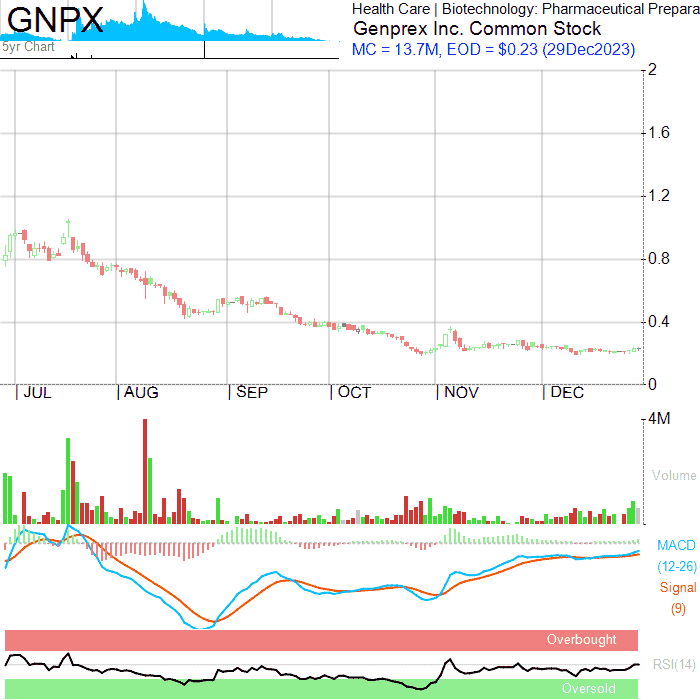 GNPX
5yr Chart
Health Care | Biotechnology: Pharmaceutical Prepara
Genprex Inc. Common Stock
MC = 13.7M, EOD = $0.23 (29Dec2023)
2
1.6
1.2
0.8
0.4
0
JUL AUG SEP OCT NOV DEC
4M
Volume
MACD
(12-26)
Signal
(9)
Overbought
RSI(14)
Oversold